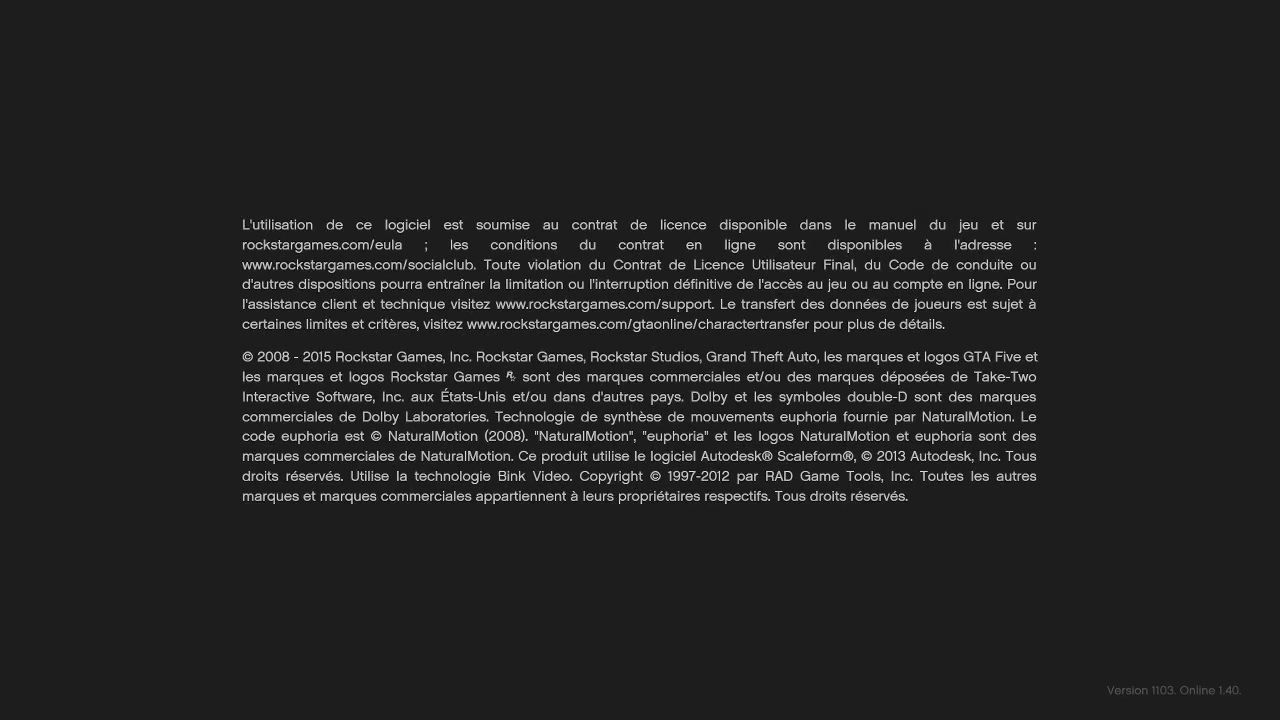 L'utilisation de ce logiciel est soumise au contrat de licence disponible dans le manuel du jeu et sur
rockstargames.com/eula ; les conditions du contrat en ligne sont disponibles à l'adresse :
www.rockstargames.com/socialclub. Toute violation du Contrat de Licence Utilisateur Final, du Code de conduite ou
d'autres dispositions pourra entraîner la limitation ou l'interruption définitive de l'accès au jeu ou au compte en ligne. Pour
l'assistance client et technique visitez www.rockstargames.com/support. Le transfert des données de joueurs est sujet à
certaines limites et critères, visitez www.rockstargames.com/gtaonline/charactertransfer pour plus de détails.
© 2008 - 2015 Rockstar Games, Inc. Rockstar Games, Rockstar Studios, Grand Theft Auto, les marques et logos GTA Five et
les marques et logos Rockstar Games R* sont des marques commerciales et/ou des marques déposées de Take-Two
Interactive Software, Inc. aux États-Unis et/ou dans d'autres pays. Dolby et les symboles double-D sont des marques
commerciales de Dolby Laboratories. Technologie de synthèse de mouvements euphoria fournie par NaturalMotion. Le
code euphoria est © NaturalMotion (2008). "NaturalMotion", "euphoria" et les logos NaturalMotion et euphoria sont des
marques commerciales de NaturalMotion. Ce produit utilise le logiciel Autodesk® Scaleform®, © 2013 Autodesk, Inc. Tous
droits réservés. Utilise la technologie Bink Video. Copyright © 1997-2012 par RAD Game Tools, Inc. Toutes les autres
marques et marques commerciales appartiennent à leurs propriétaires respectifs. Tous droits réservés.
Version 1103. Online 1.40.